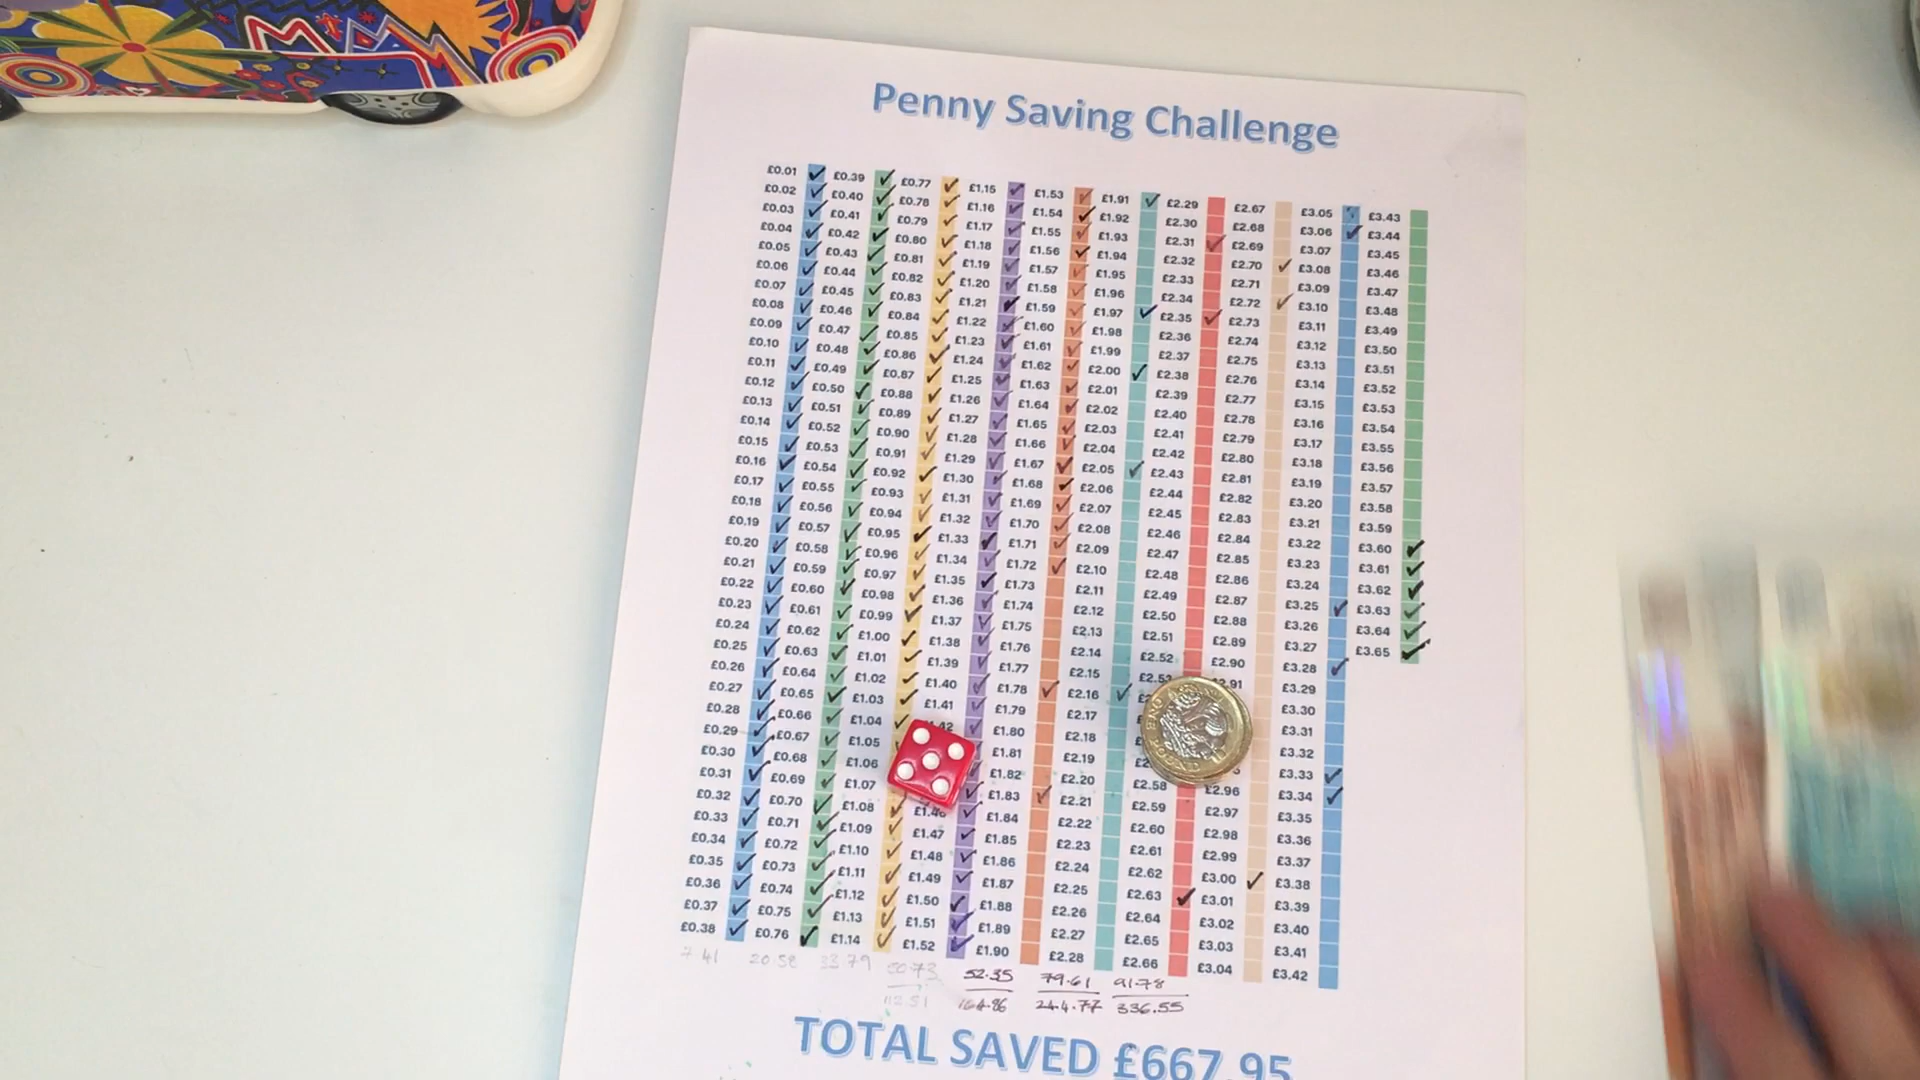 Penny Saving Challenge
£0.01 £0.39 £0.77 £1.15 £1.53 £1.91 £2.29 £2.67 £3.05 £3.43
£0.02 £0.40 £0.78 £1.16 £1.54 £1.92 £2.30 £2.68 £3.06 £3.44
£0.03 £0.41 £0.79 £1.17 £1.55 £1.93 £2.31 £2.69 £3.07 £3.45
£0.04 £0.42 £0.80 £1.18 £1.56 £1.94 £2.32 £2.70 £3.08 £3.46
£0.05 £0.43 £0.81 £1.19 £1.57 £1.95 £2.33 £2.71 £3.09 £3.47
£0.06 £0.44 £0.82 £1.20 £1.58 £1.96 £2.34 £2.72 £3.10 £3.48
£0.07 £0.45 £0.83 £1.21 £1.59 £1.97 £2.35 £2.73 £3.11 £3.49
£0.08 £0.46 £0.84 £1.22 £1.60 £1.98 £2.36 £2.74 £3.12 £3.50
£0.09 £0.47 £0.85 £1.23 £1.61 £1.99 £2.37 £2.75 £3.13 £3.51
£0.10 £0.48 £0.86 £1.24 £1.62 £2.00 £2.38 £2.76 £3.14 £3.52
£0.11 £0.49 £0.87 £1.25 £1.63 £2.01 £2.39 £2.77 £3.15 £3.53
£0.12 £0.50 £0.88 £1.26 £1.64 £2.02 £2.40 £2.78 £3.16 £3.54
£0.13 £0.51 £0.89 £1.27 £1.65 £2.03 £2.41 £2.79 £3.17 £3.55
£0.14 £0.52 £0.90 £1.28 £1.66 £2.04 £2.42 £2.80 £3.18 £3.56
£0.15 £0.53 £0.91 £1.29 £1.67 £2.05 £2.43 £2.81 £3.19 £3.57
£0.16 £0.54 £0.92 £1.30 £1.68 £2.06 £2.44 £2.82 £3.20 £3.58
£0.17 £0.55 £0.93 £1.31 £1.69 £2.07 £2.45 £2.83 £3.21 £3.59
£0.18 £0.56 £0.94 £1.32 £1.70 £2.08 £2.46 £2.84 £3.22 £3.60
£0.19 £0.57 £0.95 £1.33 £1.71 £2.09 £2.47 £2.85 £3.23 £3.61
£0.20 £0.58 £0.96 £1.34 £1.72 £2.10 £2.48 £2.86 £3.24 £3.62
£0.21 £0.59 £0.97 £1.35 £1.73 £2.11 £2.49 £2.87 £3.25 £3.63
£0.22 £0.60 £0.98 £1.36 £1.74 £2.12 £2.50 £2.88 £3.26 £3.64
£0.23 £0.61 £0.99 £1.37 £1.75 £2.13 £2.51 £2.89 £3.27 £3.65
£0.24 £0.62 £1.00 £1.38 £1.76 £2.14 £2.52 £2.90 £3.28
£0.25 £0.63 £1.01 £1.39 £1.77 £2.15 £2.53 2.91 £3.29
£0.26 £0.64 £1.02 £1.40 £1.78 £2.16 £3.30
£0.27 £0.65 £1.03 £1.41 £1.79 £2.17 £3.31
£0.28 £0.66 £1.04 £1.80 £2.18 £3.32
£0.29 £0.67 £1.05 £1.81 £2.19 £3.33
£0.30 £0.68 £1.06 £1.82 £2.20 £2.58 £2.96 £3.34
£0.31 £0.69 £1.07 £1.83 £2.21 £2.59 £2.97 £3.35
£0.32 £0.70 £1.08 £1.46 £1.84 £2.22 £2.60 £2.98 £3.36
£0.33 £0.71 £1.09 £1.47 £1.85 £2.23 £2.61 £2.99 £3.37
£0.34 £0.72 £1.10 £1.48 £1.86 £2.24 £2.62 £3.00 £3.38
£0.35 £0.73 £1.11 £1.49 £1.87 £2.25 £2.63 £3.01 £3.39
£0.36 £0.74 £1.12 £1.50 £1.88 £2.26 £2.64 £3.02 £3.40
£0.37 £0.75 £1.13 £1.51 £1.89 £2.27 £2.65 £3.03 £3.41
£0.38 £0.76 £1.14 £1.52 £1.90 £2.28 £2.66 £3.04 £3.42
7.41 20.58 33.79 52.35 79.61 91.78
112.51 164.86 244.77 336.55
TOTAL SAVED £667.95
ONE POUND